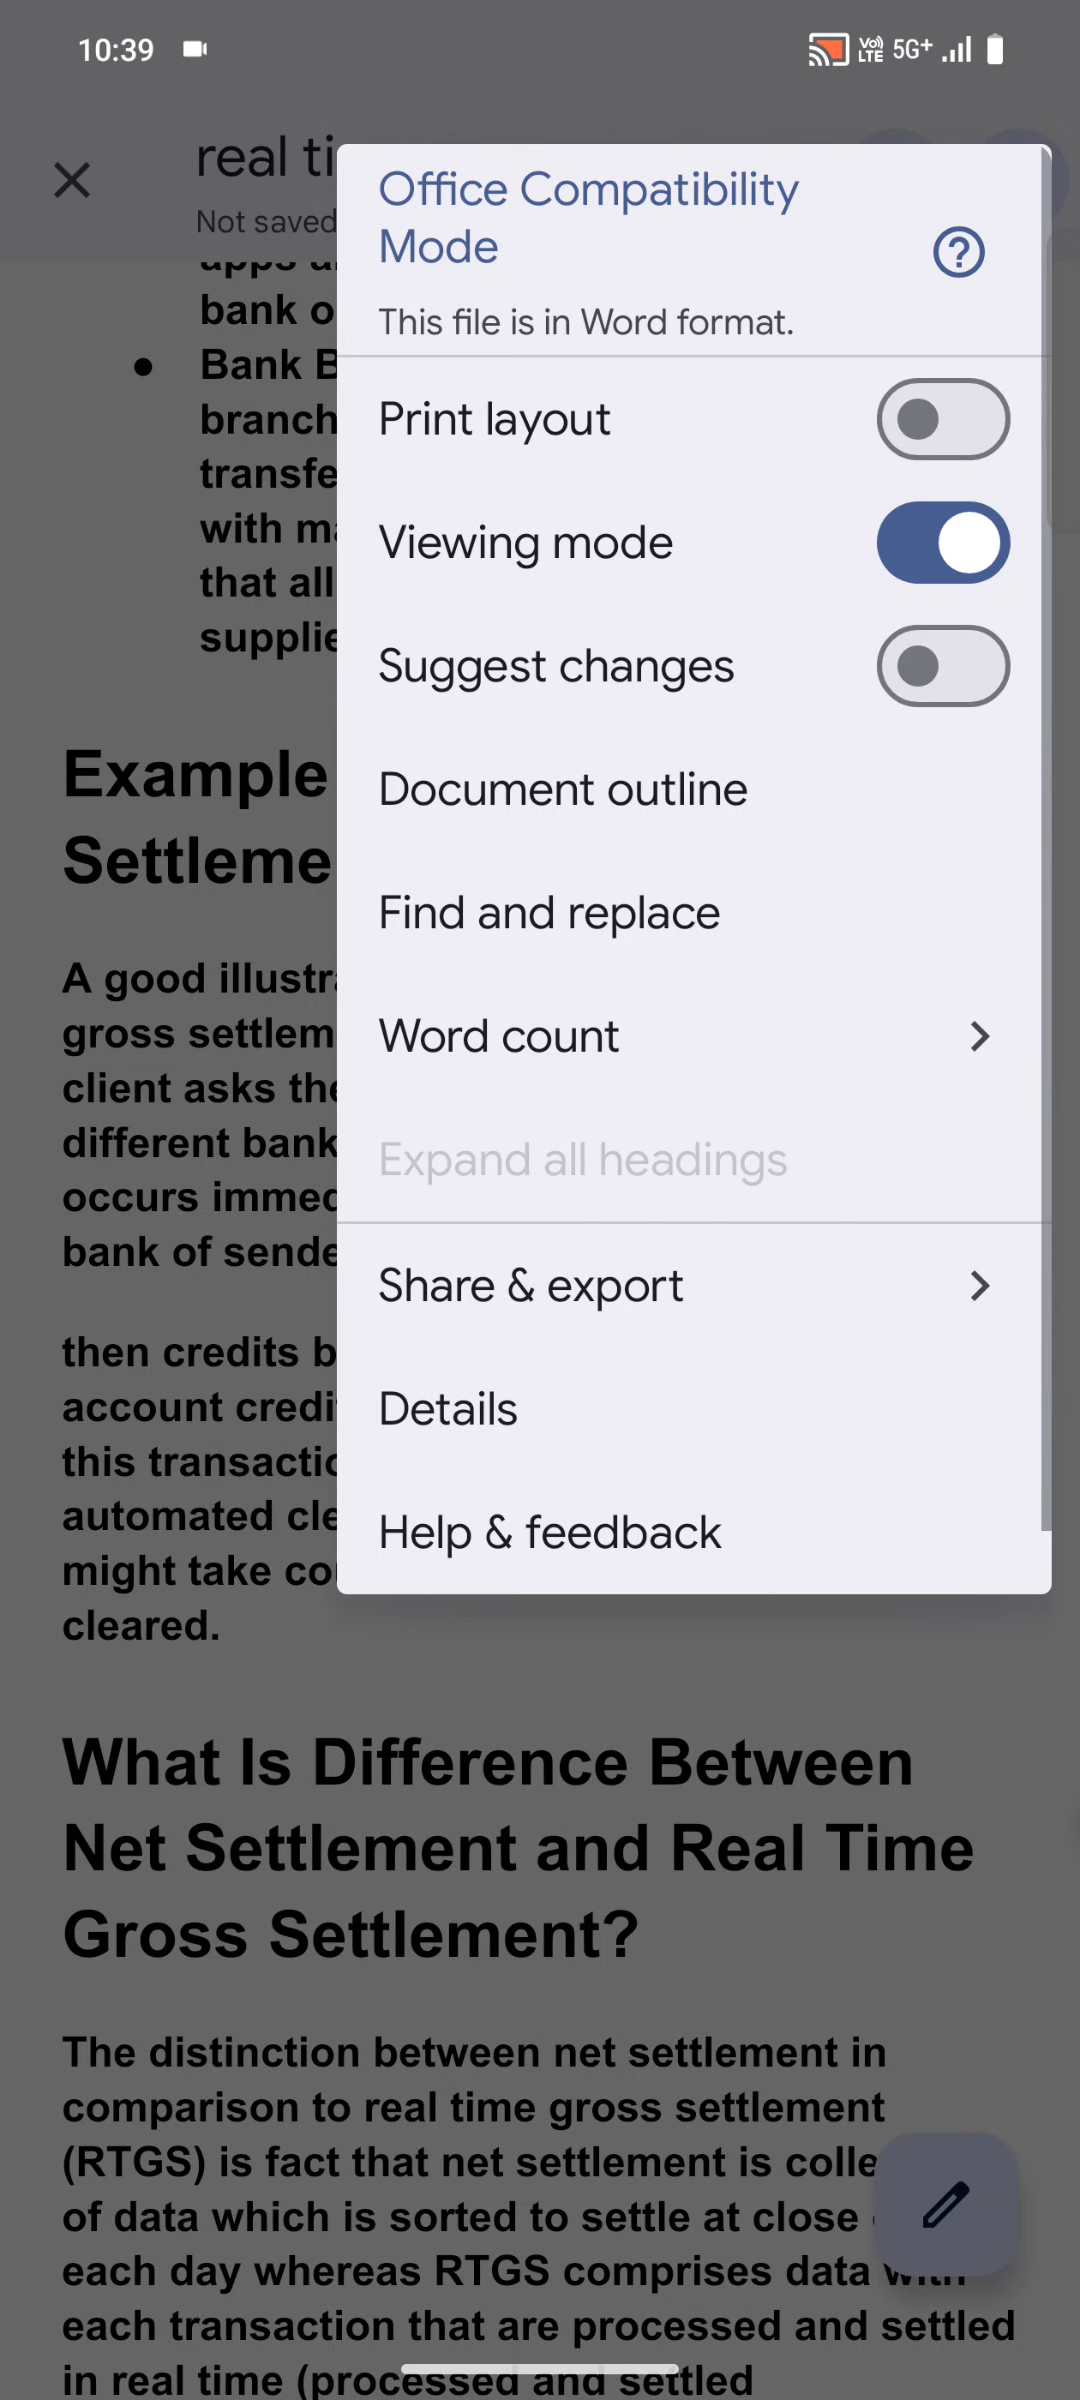 10:39
Vo)) LTE 5G+
real ti
Not saved
Office Compatibility
Mode
This file is in Word format.
Print layout
Viewing mode
Suggest changes
Document outline
Find and replace
Word count
Expand all headings
Share & export
Details
Help & feedback
bank o
Bank B
branch
transfe
with
that all
supplie
Example
Settleme
A good illustr
gross settlem
client asks the
different bank
occurs immed
bank of sende
then credits b
account credi
this transactio
automated cle
might take co
cleared.
What Is Difference Between
Net Settlement and Real Time
Gross Settlement?
The distinction between net settlement in
comparison to real time gross settlement
(RTGS) is fact that net settlement is colle
of data which is sorted to settle at close
each day whereas RTGS comprises data with
each transaction that are processed and settled
in real time (processed and settled